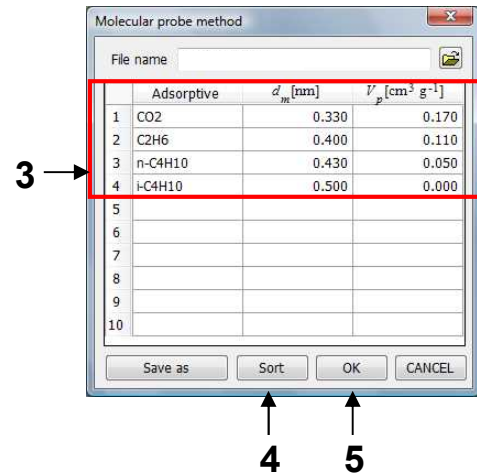 Molecular probe method
x
File name
Adsorptive d_m[nm] V_p[cm³ g⁻¹]
1 CO2 0.330 0.170
2 C2H6 0.400 0.110
3 n-C4H10 0.430 0.050
4 i-C4H10 0.500 0.000
5
6
7
8
9
10
3
Save as Sort OK CANCEL
4 5